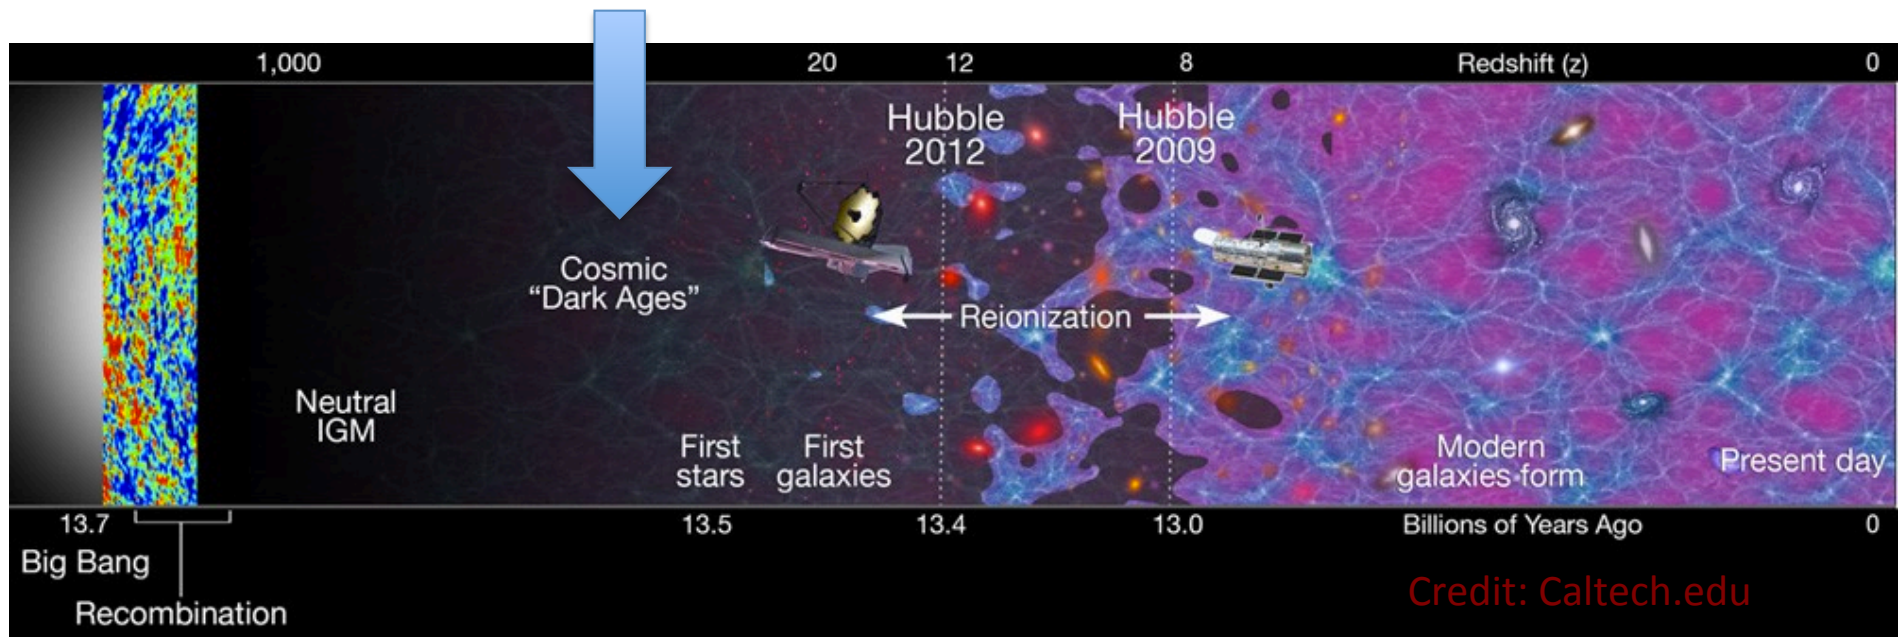 1,000 20 12 8 Redshift (z) 0
Hubble
2012
Hubble
2009
Cosmic
“Dark Ages”
Reionization
Neutral
IGM
First
stars
First
galaxies
Modern
galaxies form
Present day
13.7 13.5 13.4 13.0 Billions of Years Ago 0
Big Bang
Recombination
Credit: Caltech.edu